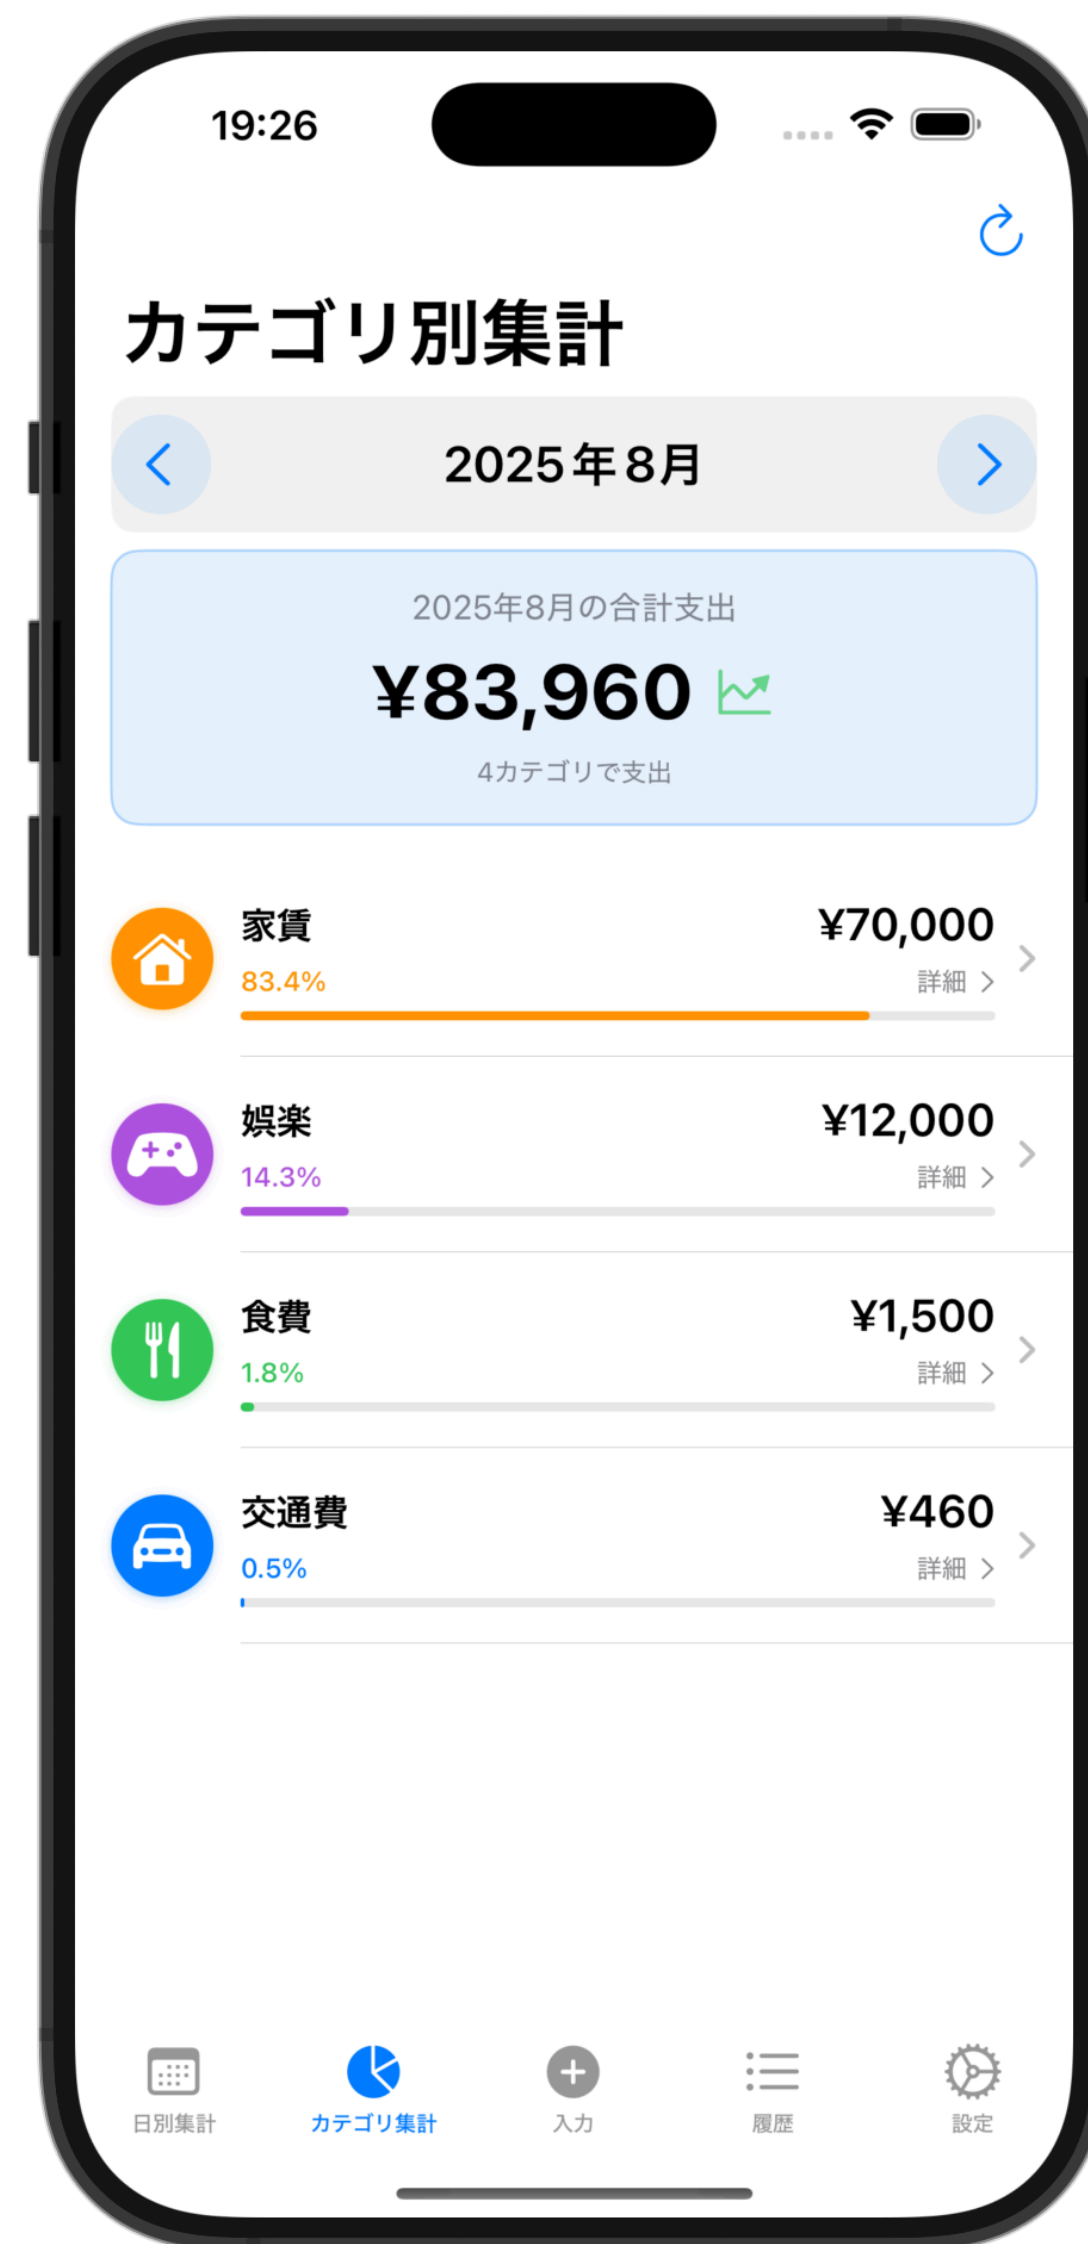 19:26
カテゴリ別集計
2025年8月
2025年8月の合計支出
¥83,960
4カテゴリで支出
家賃 ¥70,000
83.4% 詳細
娯楽 ¥12,000
14.3% 詳細
食費 ¥1,500
1.8% 詳細
交通費 ¥460
0.5% 詳細
日別集計 カテゴリ集計 入力 履歴 設定